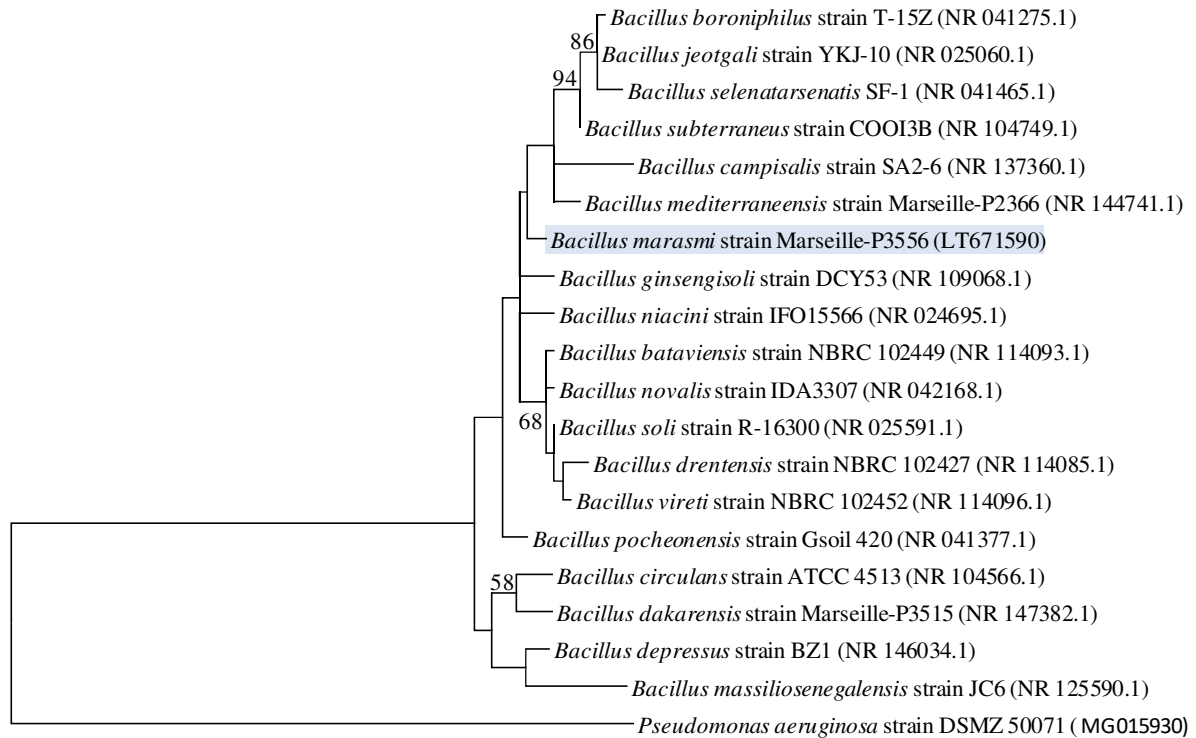 Bacillus boroniphilus strain T-15Z (NR 041275.1)
86
Bacillus jeotgali strain YKJ-10 (NR 025060.1)
94
Bacillus selenatarsenatis SF-1 (NR 041465.1)
Bacillus subterraneus strain COOI3B (NR 104749.1)
Bacillus campisalis strain SA2-6 (NR 137360.1)
Bacillus mediterraneensis strain Marseille-P2366 (NR 144741.1)
Bacillus marasmi strain Marseille-P3556 (LT671590)
Bacillus ginsengisoli strain DCY53 (NR 109068.1)
Bacillus niacini strain IFO15566 (NR 024695.1)
Bacillus bataviensis strain NBRC 102449 (NR 114093.1)
Bacillus novalis strain IDA3307 (NR 042168.1)
68
Bacillus soli strain R-16300 (NR 025591.1)
Bacillus drentensis strain NBRC 102427 (NR 114085.1)
Bacillus vireti strain NBRC 102452 (NR 114096.1)
Bacillus pocheonensis strain Gsoil 420 (NR 041377.1)
58
Bacillus circulans strain ATCC 4513 (NR 104566.1)
Bacillus dakarensis strain Marseille-P3515 (NR 147382.1)
Bacillus depressus strain BZ1 (NR 146034.1)
Bacillus massiliosenegalensis strain JC6 (NR 125590.1)
Pseudomonas aeruginosa strain DSMZ 50071 ( MG015930)